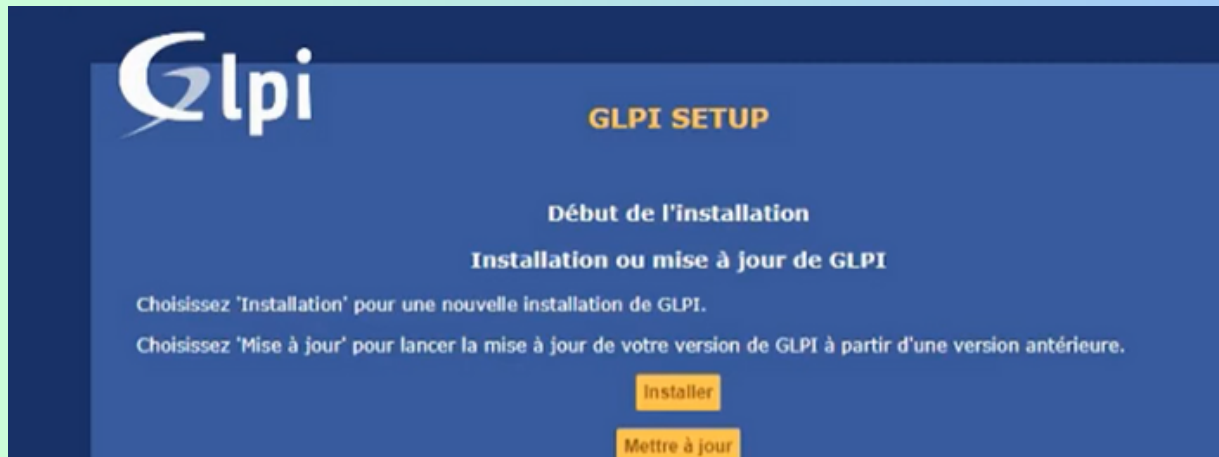 Glpi
GLPI SETUP
Début de l'installation
Installation ou mise à jour de GLPI
Choisissez 'Installation' pour une nouvelle installation de GLPI.
Choisissez 'Mise à jour' pour lancer la mise à jour de votre version de GLPI à partir d'une version antérieure.
Installer
Mettre à jour